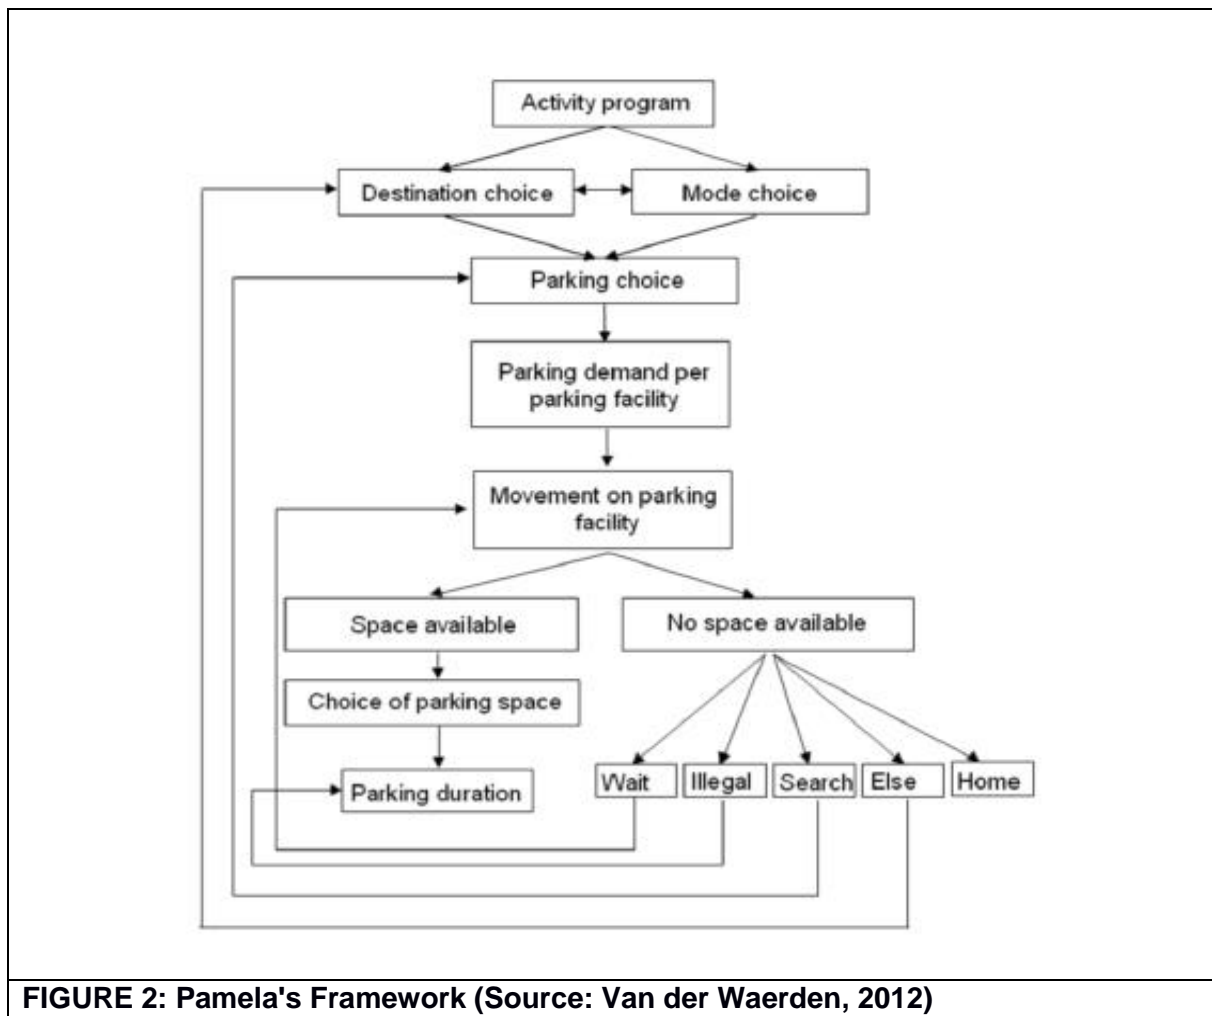 Activity program
Destination choice
Mode choice
Parking choice
Parking demand per
parking facility
Movement on parking
facility
Space available
No space available
Choice of parking space
Parking duration
Wait
Illegal
Search
Else
Home
FIGURE 2: Pamela's Framework (Source: Van der Waerden, 2012)